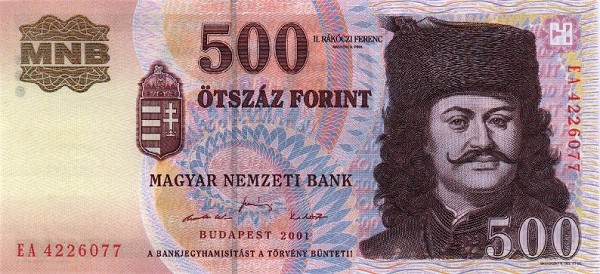 MNB
500
II. RÁKÓCZI FERENC
ÖTSZÁZ FORINT
EA 4226077
MAGYAR NEMZETI BANK
BUDAPEST 2001
500
EA 4226077
A BANKJEGYHAMISÍTÁST A TÖRVÉNY BÜNTETI!